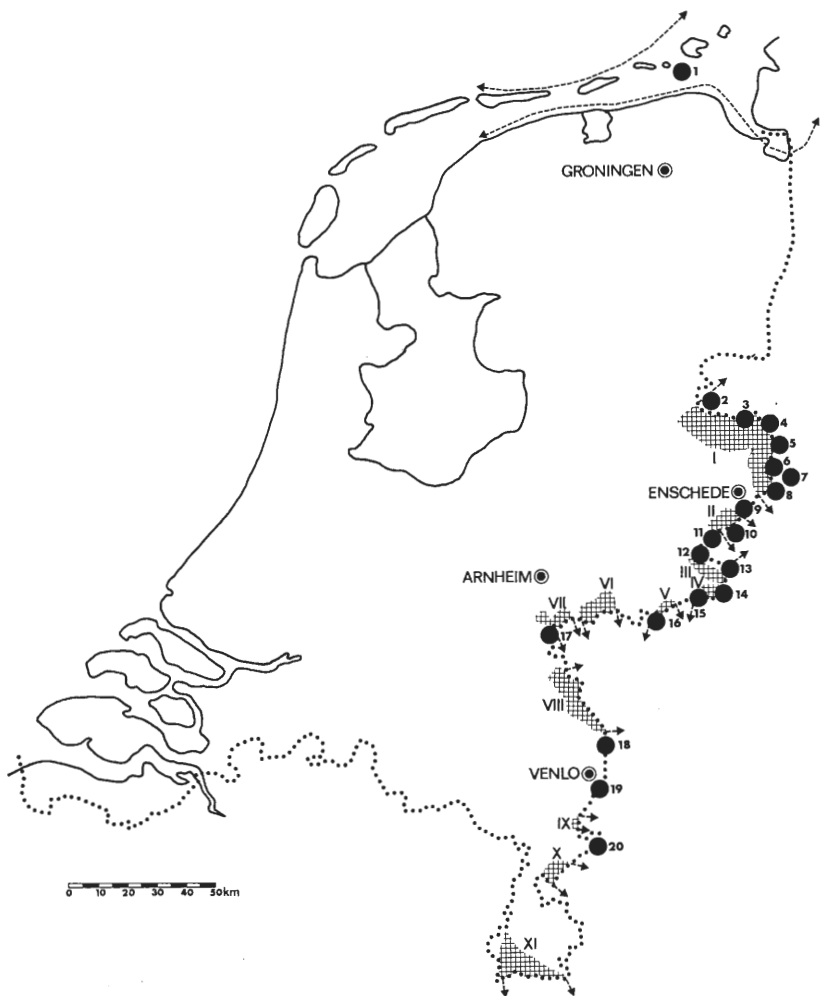 1
GRONINGEN
2
3
4
5
I
6
7
ENSCHEDE
8
9
II
10
11
12
13
III
IV
14
15
ARNHEIM
VI
V
VII
16
17
VIII
18
VENLO
19
IX
20
X
0 10 20 30 40 50km
XI